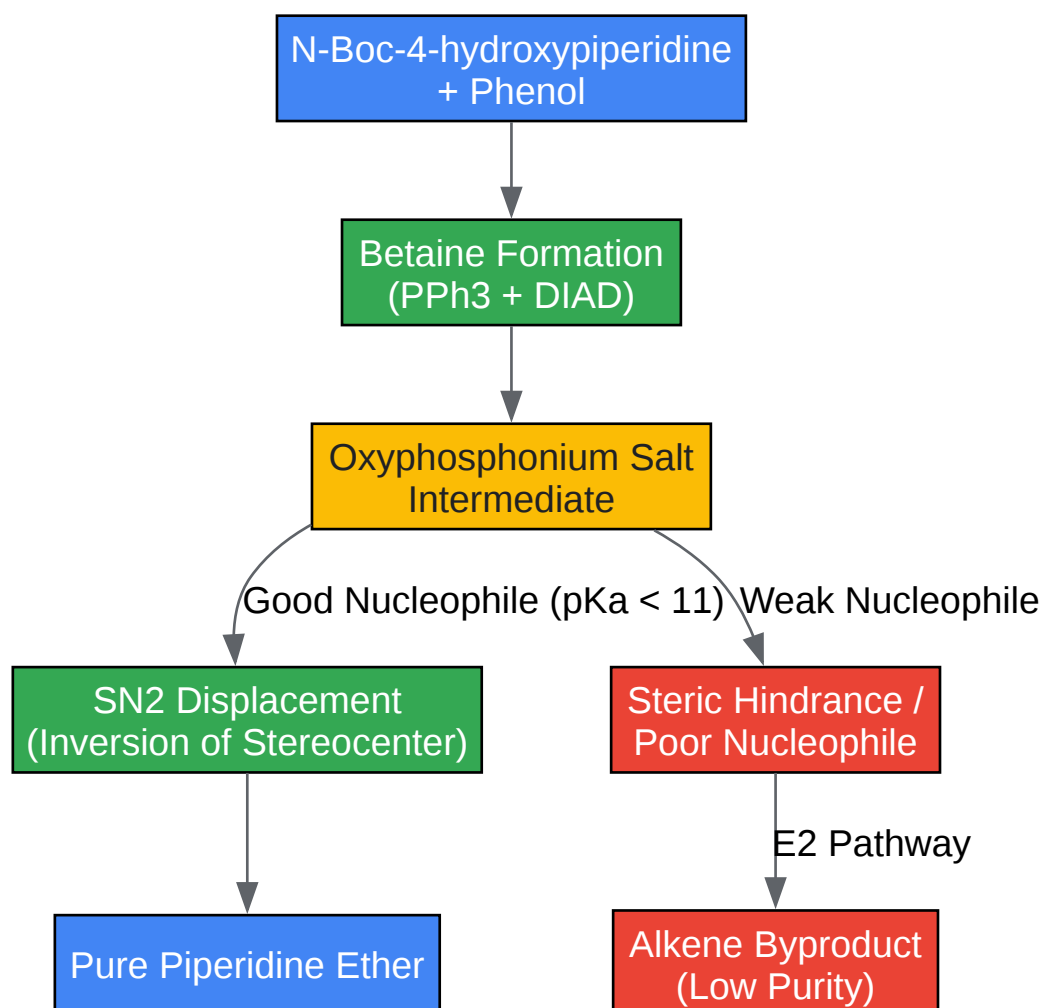 N-Boc-4-hydroxypiperidine
+ Phenol
Betaine Formation
(PPh3 + DIAD)
Oxyphosphonium Salt
Intermediate
Good Nucleophile (pKa < 11)
Weak Nucleophile
SN2 Displacement
(Inversion of Stereocenter)
Steric Hindrance /
Poor Nucleophile
E2 Pathway
Pure Piperidine Ether
Alkene Byproduct
(Low Purity)